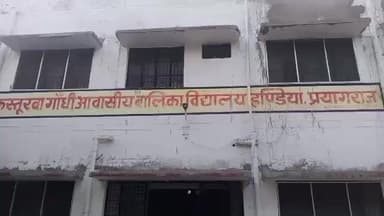 कस्तूरबा गाँधी आवासीय बालिका विद्यालय हण्डिया, प्रयागराज